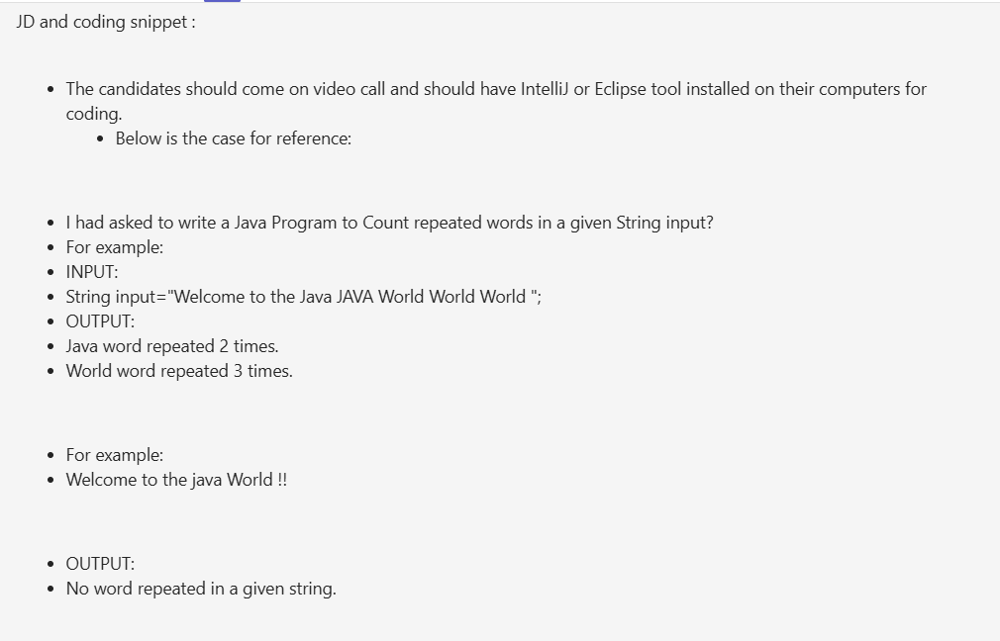 JD and coding snippet :
• The candidates should come on video call and should have IntelliJ or Eclipse tool installed on their computers for
coding.
• Below is the case for reference:
• I had asked to write a Java Program to Count repeated words in a given String input?
• For example:
• INPUT:
• String input="Welcome to the Java JAVA World World World ";
• OUTPUT:
• Java word repeated 2 times.
• World word repeated 3 times.
• For example:
• Welcome to the java World !!
• OUTPUT:
• No word repeated in a given string.